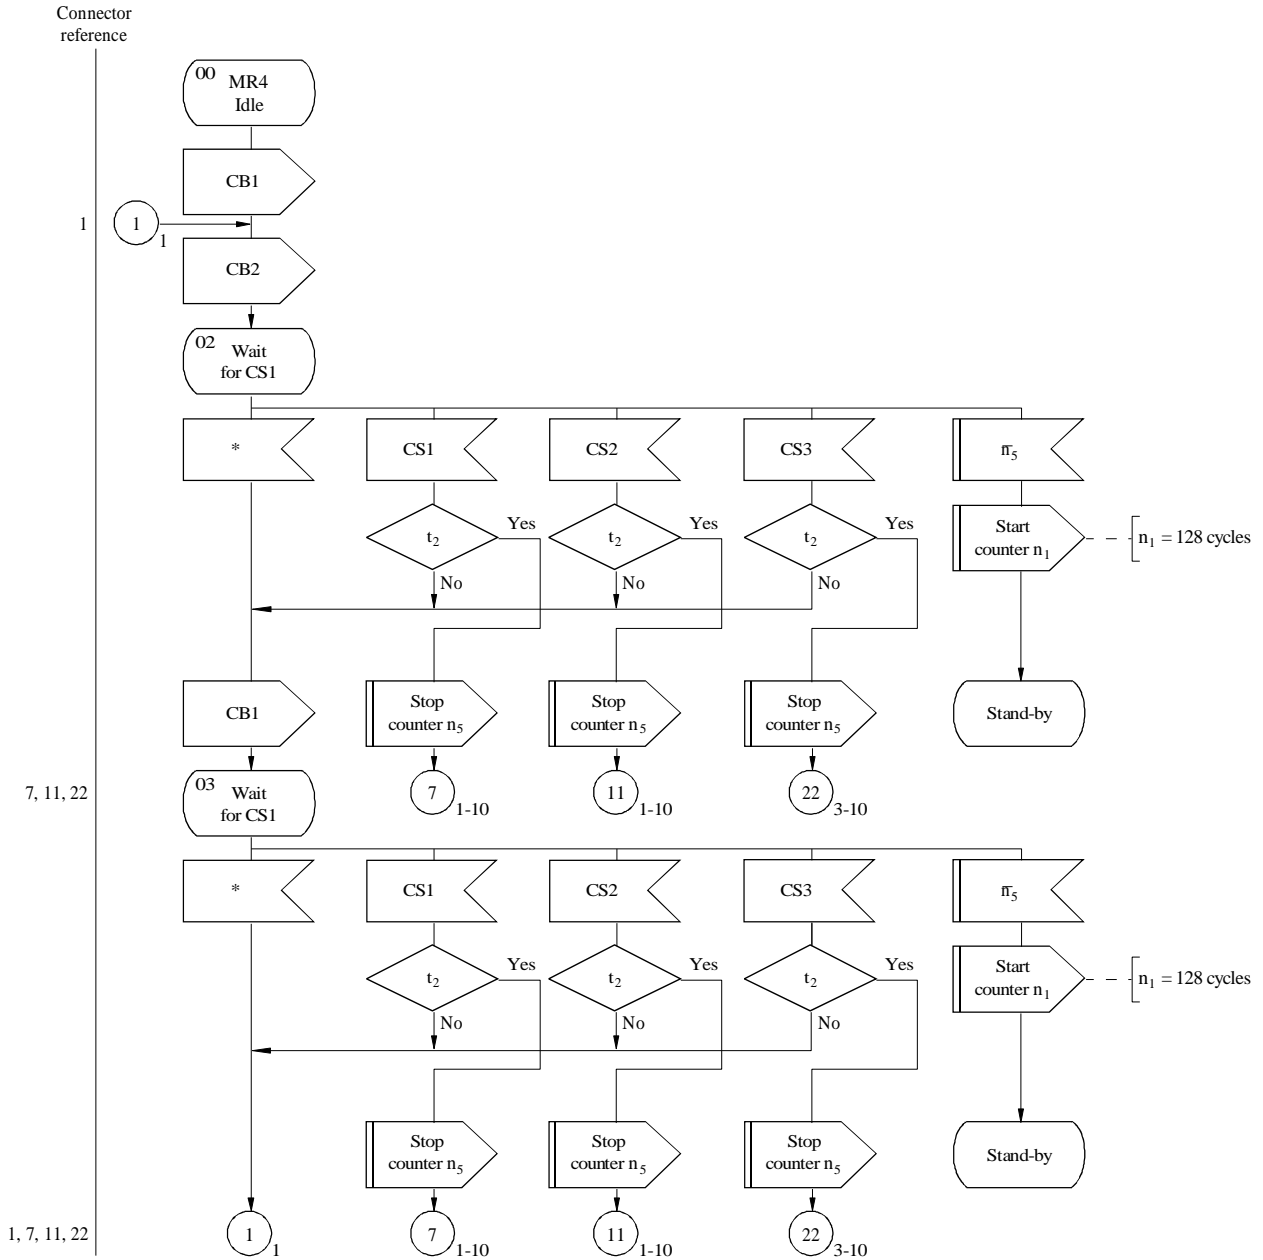 Connector
reference
00
MR4
Idle
CB1
1
1
1
CB2
02
Wait
for CS1
*
CS1
CS2
CS3
n̅5
t2
Yes
t2
Yes
t2
Yes
Start
counter n1
n1 = 128 cycles
No
No
No
CB1
Stop
counter n5
Stop
counter n5
Stop
counter n5
Stand-by
7, 11, 22
03
Wait
for CS1
7
1-10
11
1-10
22
3-10
*
CS1
CS2
CS3
n̅5
t2
Yes
t2
Yes
t2
Yes
Start
counter n1
n1 = 128 cycles
No
No
No
Stop
counter n5
Stop
counter n5
Stop
counter n5
Stand-by
1, 7, 11, 22
1
1
7
1-10
11
1-10
22
3-10